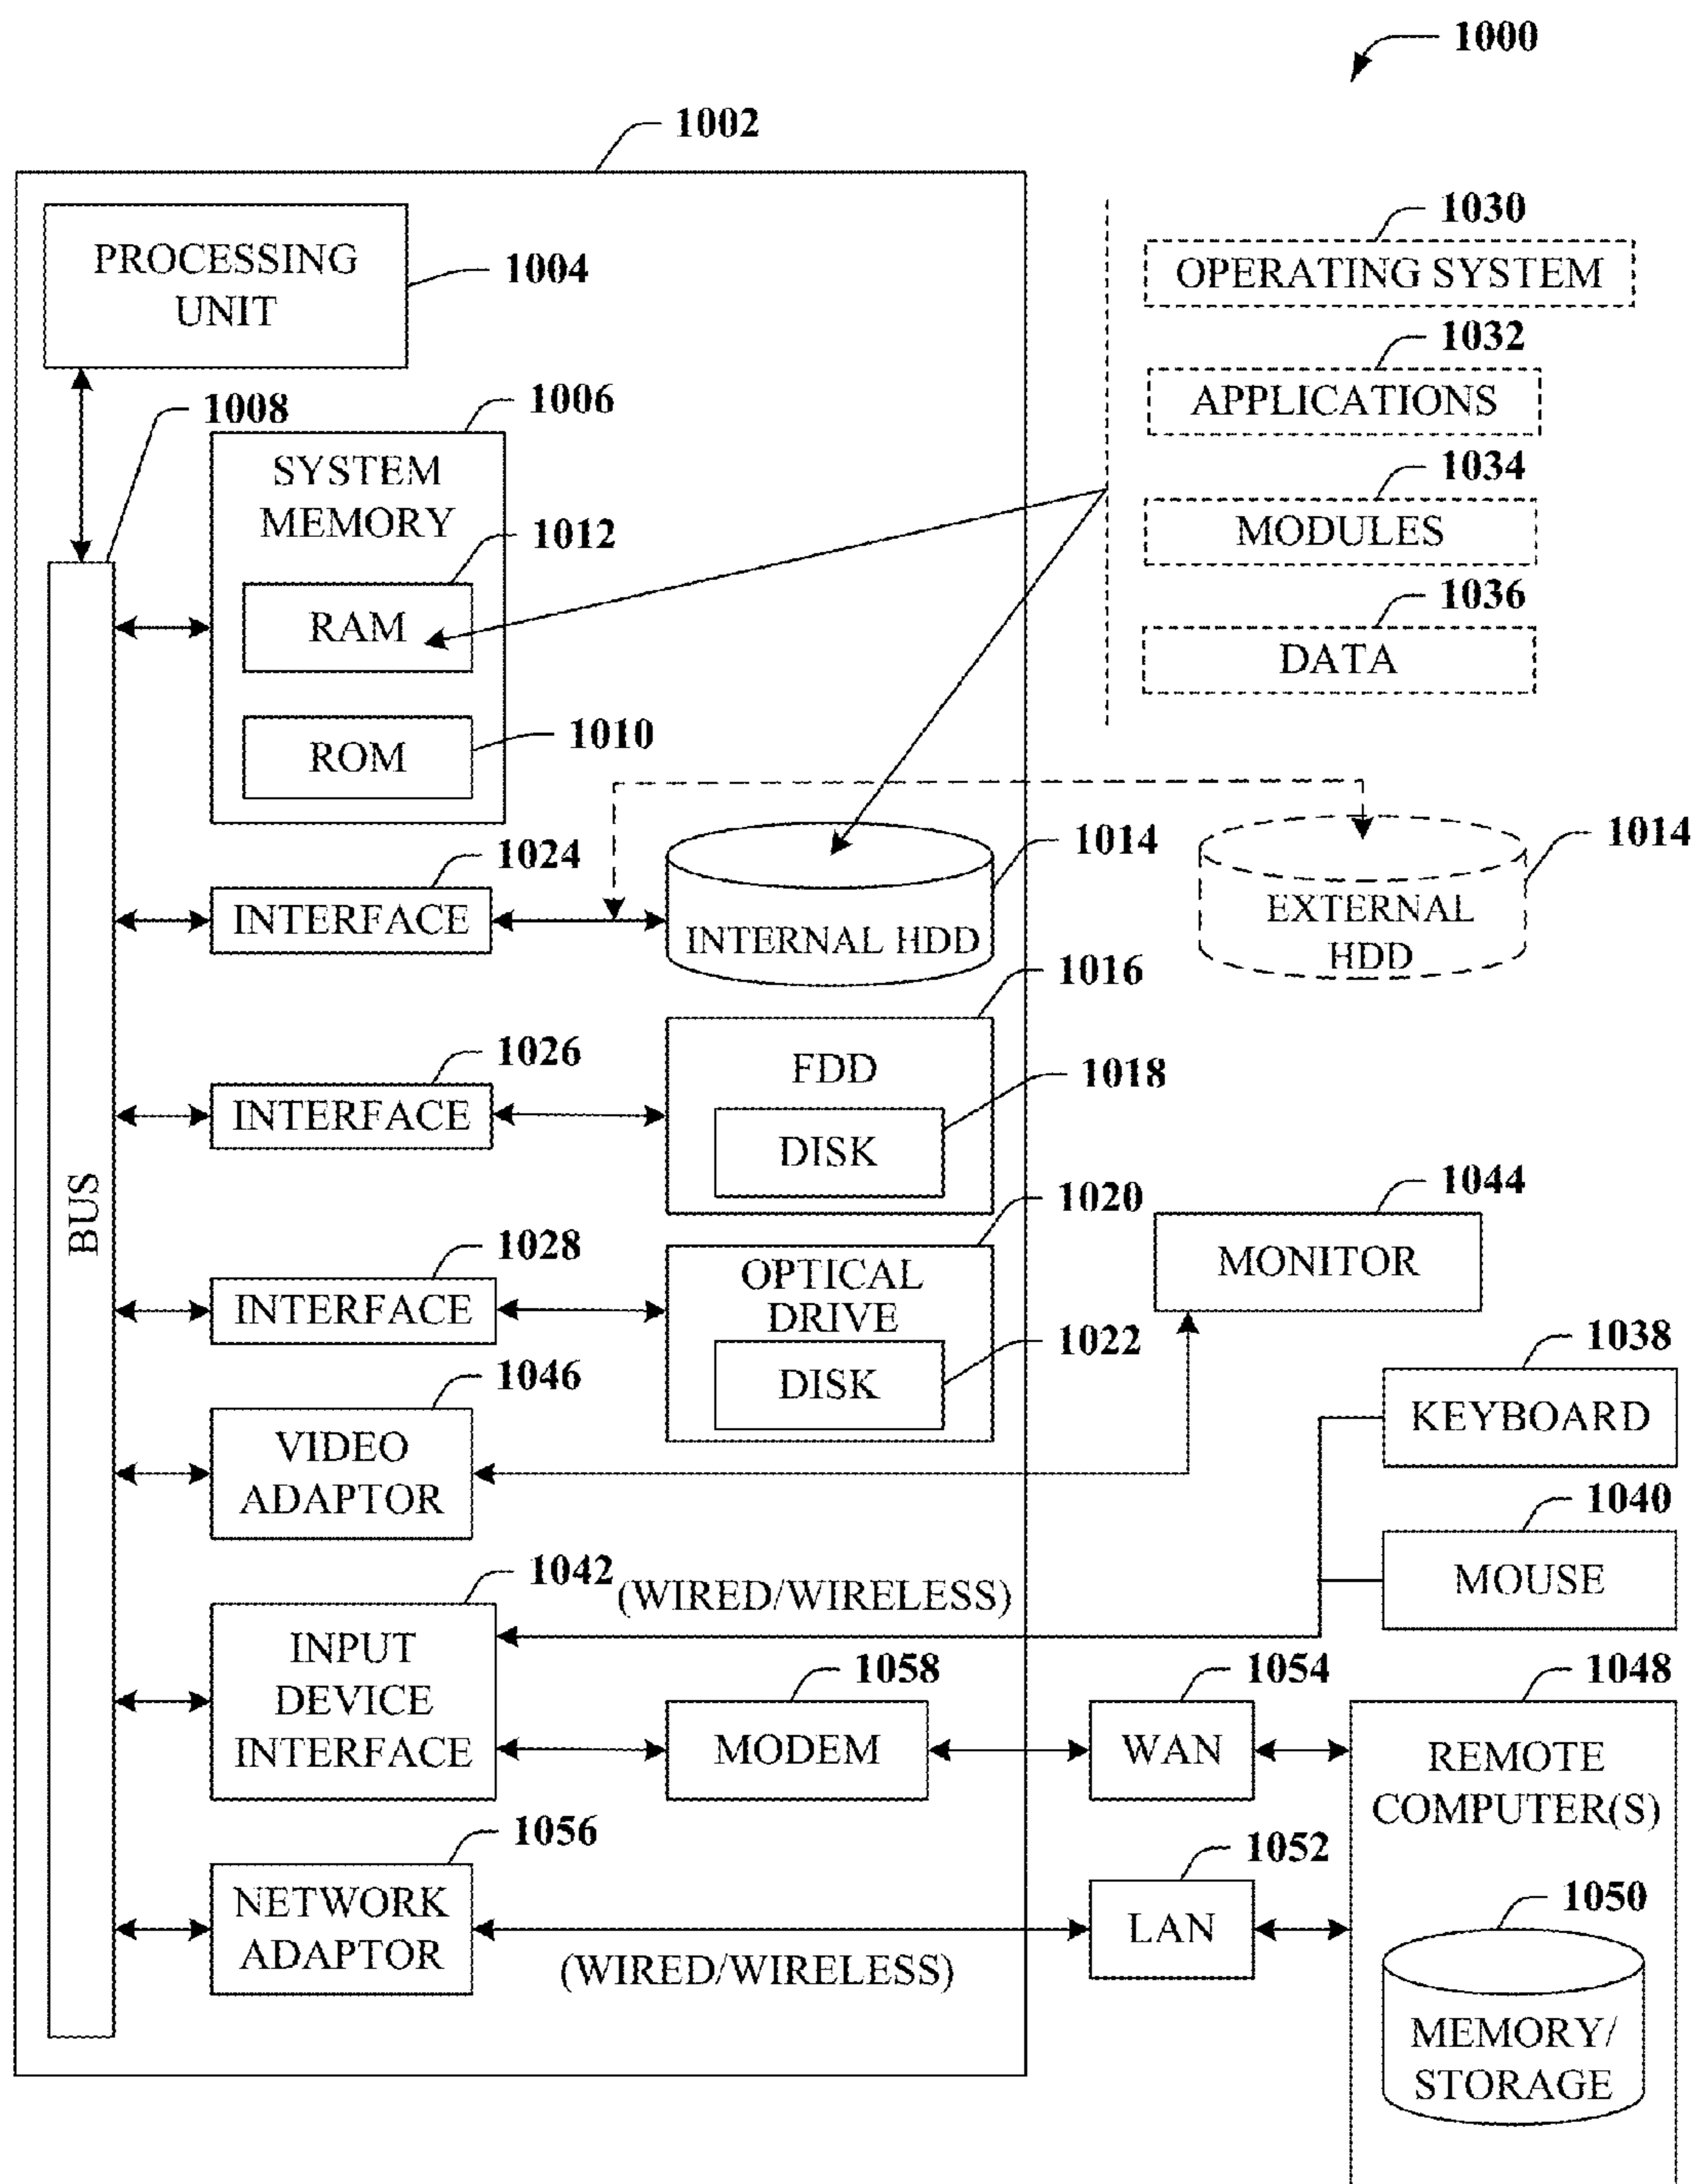 1000
1002
PROCESSING
UNIT
1004
1030
OPERATING SYSTEM
1032
APPLICATIONS
1034
MODULES
1036
DATA
1008
1006
SYSTEM
MEMORY
1012
RAM
1010
ROM
1024
INTERFACE
1014
INTERNAL HDD
1014
EXTERNAL
HDD
1016
FDD
1026
INTERFACE
1018
DISK
BUS
1020
OPTICAL
DRIVE
1028
INTERFACE
1022
DISK
1044
MONITOR
1046
VIDEO
ADAPTOR
1038
KEYBOARD
1040
MOUSE
1042
(WIRED/WIRELESS)
INPUT
DEVICE
INTERFACE
1058
MODEM
1054
WAN
1048
REMOTE
COMPUTER(S)
1056
NETWORK
ADAPTOR
(WIRED/WIRELESS)
1052
LAN
1050
MEMORY/
STORAGE